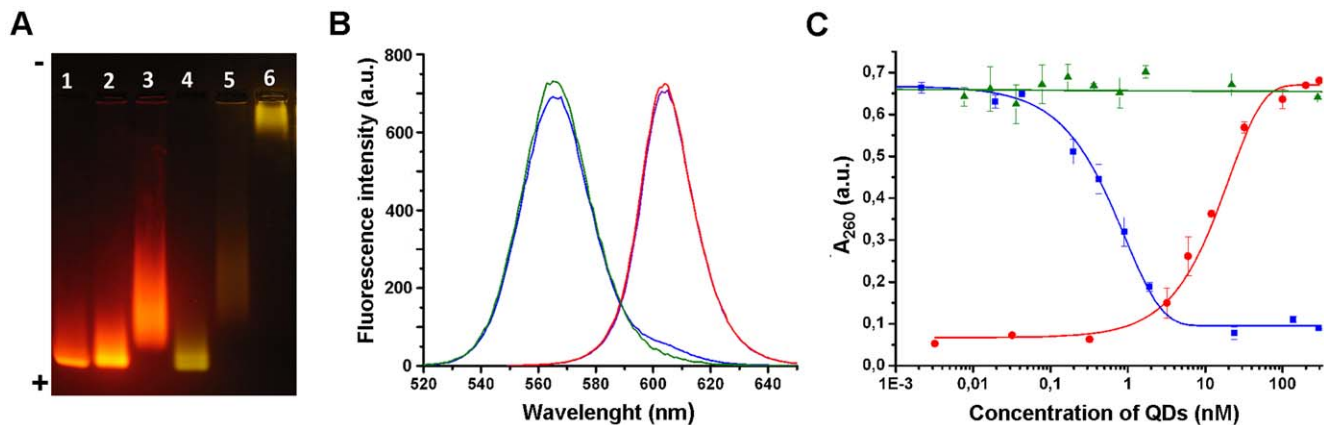 A
-
1 2 3 4 5 6
+
B
Fluorescence intensity (a.u.)
800
600
400
200
0
520 540 560 580 600 620 640
Wavelenght (nm)
C
A260 (a.u.)
0,7
0,6
0,5
0,4
0,3
0,2
0,1
0,0
1E-3 0,01 0,1 1 10 100
Concentration of QDs (nM)